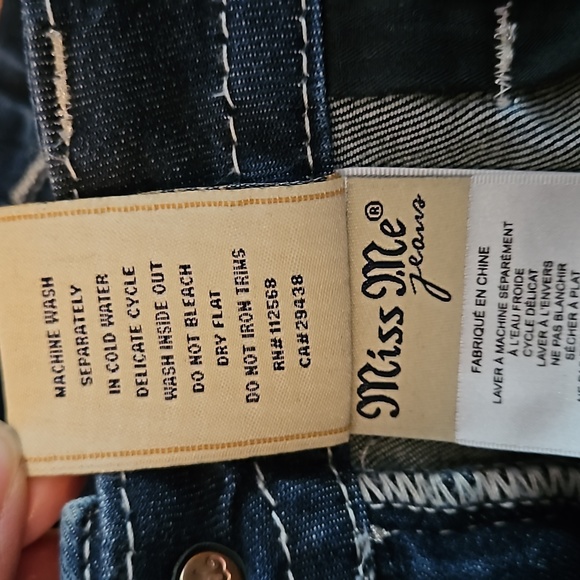 MACHINE WASH
SEPARATELY
IN COLD WATER
DELICATE CYCLE
WASH INSIDE OUT
DO NOT BLEACH
DRY FLAT
DO NOT IRON TRIMS
RN#112568
CA#29438
Miss Me®
jeans
FABRIQUÉ EN CHINE
LAVER À MACHINE SÉPARÉMENT
À L'EAU FROIDE
CYCLE DÉLICAT
LAVER À L'ENVERS
NE PAS BLANCHIR
SÉCHER À PLAT